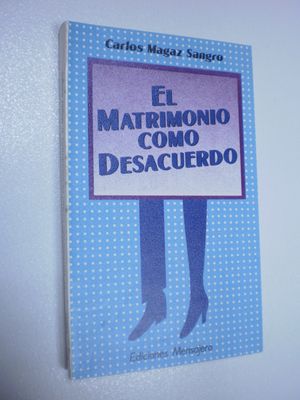 Carlos Magaz Sangro
EL
MATRIMONIO
COMO
DESACUERDO
Ediciones Mensajero